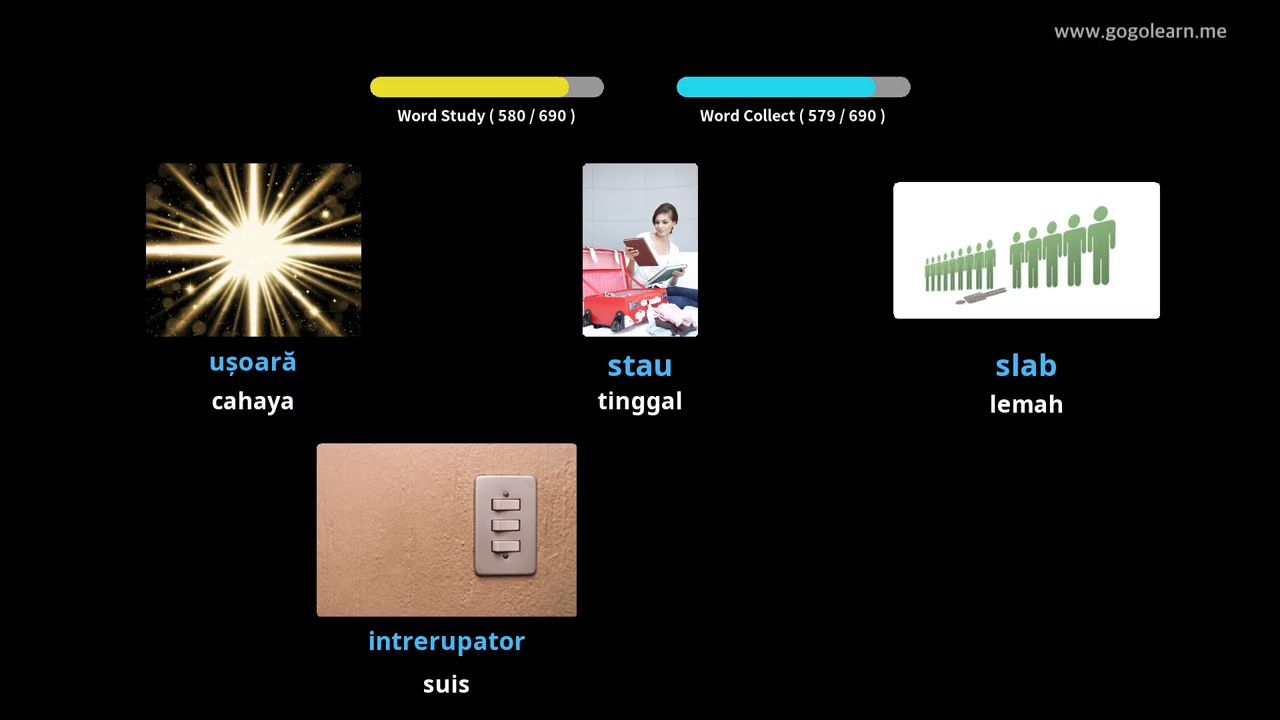 www.gogolearn.me
Word Study ( 580 / 690 )
Word Collect ( 579 / 690 )
ușoară
cahaya
stau
tinggal
slab
lemah
intrerupator
suis